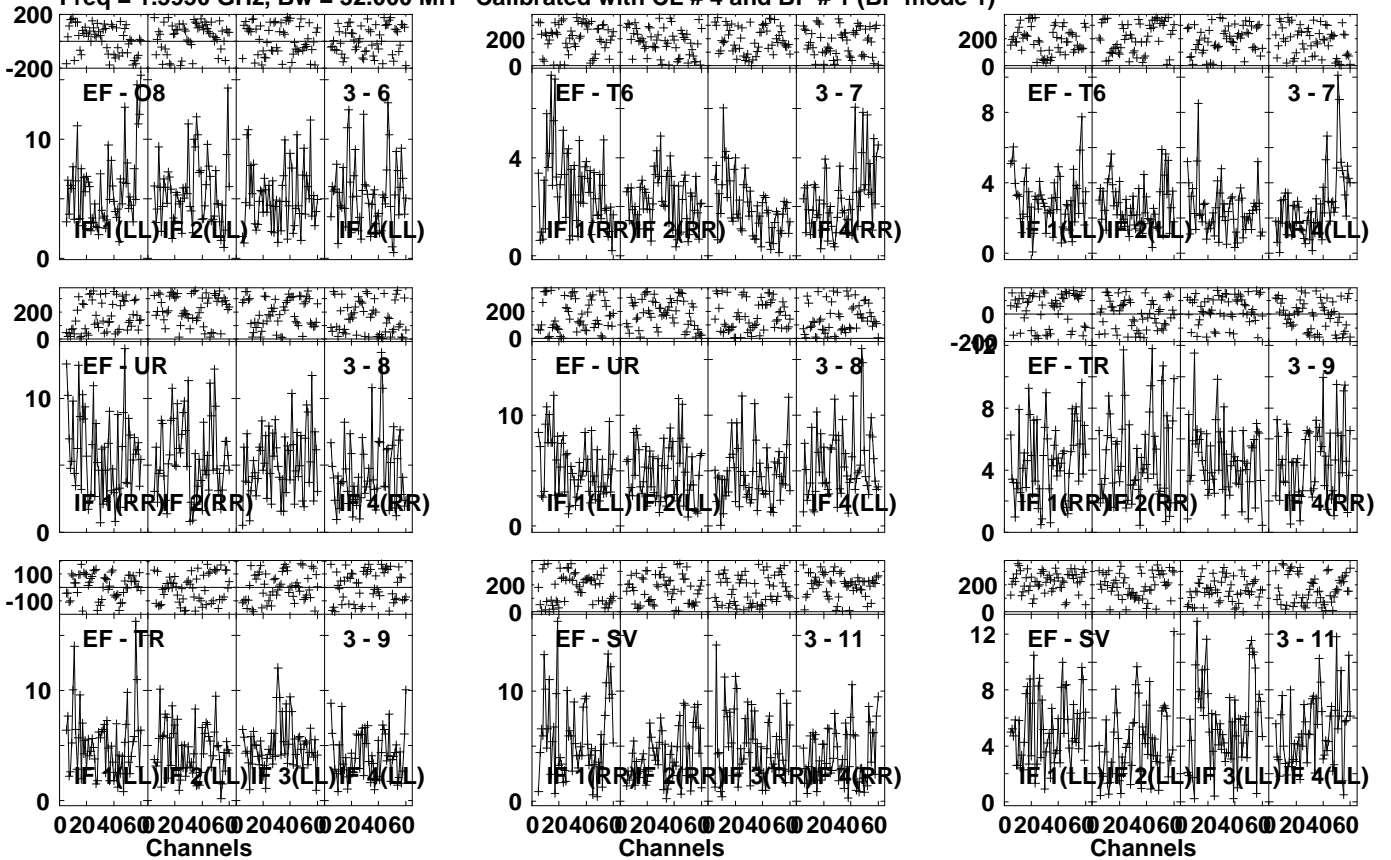 Freq = 1.5956 GHz, Bw = 32.000 MH Calibrated with CL # 4 and BP # 1 (BP mode 1)
200
-200
EF - O8 3 - 6
10
0
IF 1(LL) IF 2(LL) IF 4(LL)
200
0
EF - T6 3 - 7
4
0
IF 1(RR) IF 2(RR) IF 4(RR)
200
0
EF - T6 3 - 7
8
4
0
IF 1(LL) IF 2(LL) IF 4(LL)
200
0
EF - UR 3 - 8
10
0
IF 1(RR) IF 2(RR) IF 4(RR)
200
0
EF - UR 3 - 8
10
0
IF 1(LL) IF 2(LL) IF 4(LL)
0
-200
12
EF - TR 3 - 9
8
4
0
IF 1(RR) IF 2(RR) IF 4(RR)
100
-100
EF - TR 3 - 9
10
0
IF 1(LL) IF 2(LL) IF 3(LL) IF 4(LL)
0 20 40 60 0 20 40 60 0 20 40 60 0 20 40 60
Channels
200
0
EF - SV 3 - 11
10
0
IF 1(RR) IF 2(RR) IF 3(RR) IF 4(RR)
0 20 40 60 0 20 40 60 0 20 40 60 0 20 40 60
Channels
200
0
EF - SV 3 - 11
12
8
4
0
IF 1(LL) IF 2(LL) IF 3(LL) IF 4(LL)
0 20 40 60 0 20 40 60 0 20 40 60 0 20 40 60
Channels